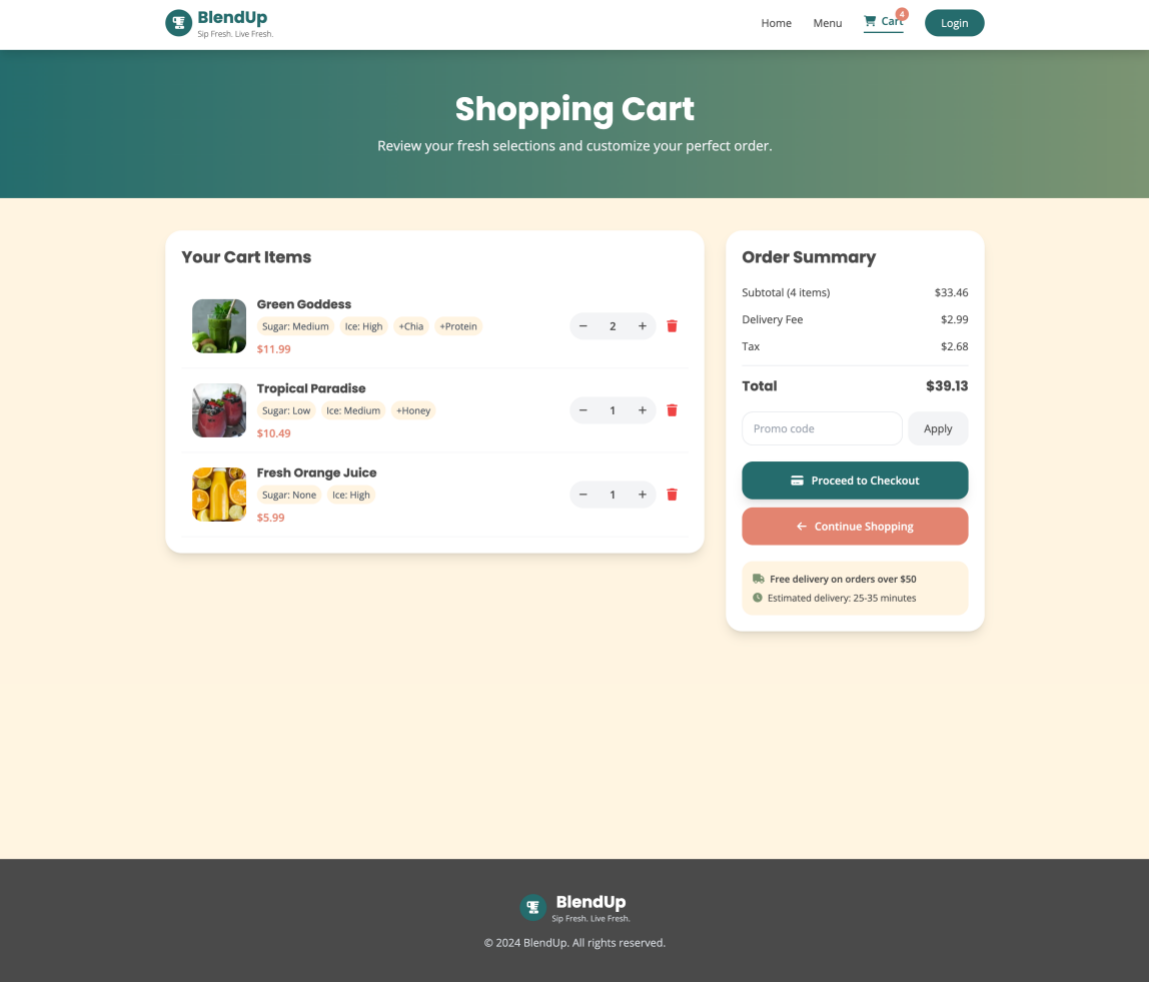 BlendUp
Sip Fresh. Live Fresh.
Home
Menu
Cart
4
Login
Shopping Cart
Review your fresh selections and customize your perfect order.
Your Cart Items
Green Goddess
Sugar: Medium Ice: High +Chia +Protein
$11.99
− 2 +
Tropical Paradise
Sugar: Low Ice: Medium +Honey
$10.49
− 1 +
Fresh Orange Juice
Sugar: None Ice: High
$5.99
− 1 +
Order Summary
Subtotal (4 items) $33.46
Delivery Fee $2.99
Tax $2.68
Total $39.13
Promo code Apply
Proceed to Checkout
Continue Shopping
Free delivery on orders over $50
Estimated delivery: 25-35 minutes
BlendUp
Sip Fresh. Live Fresh.
© 2024 BlendUp. All rights reserved.